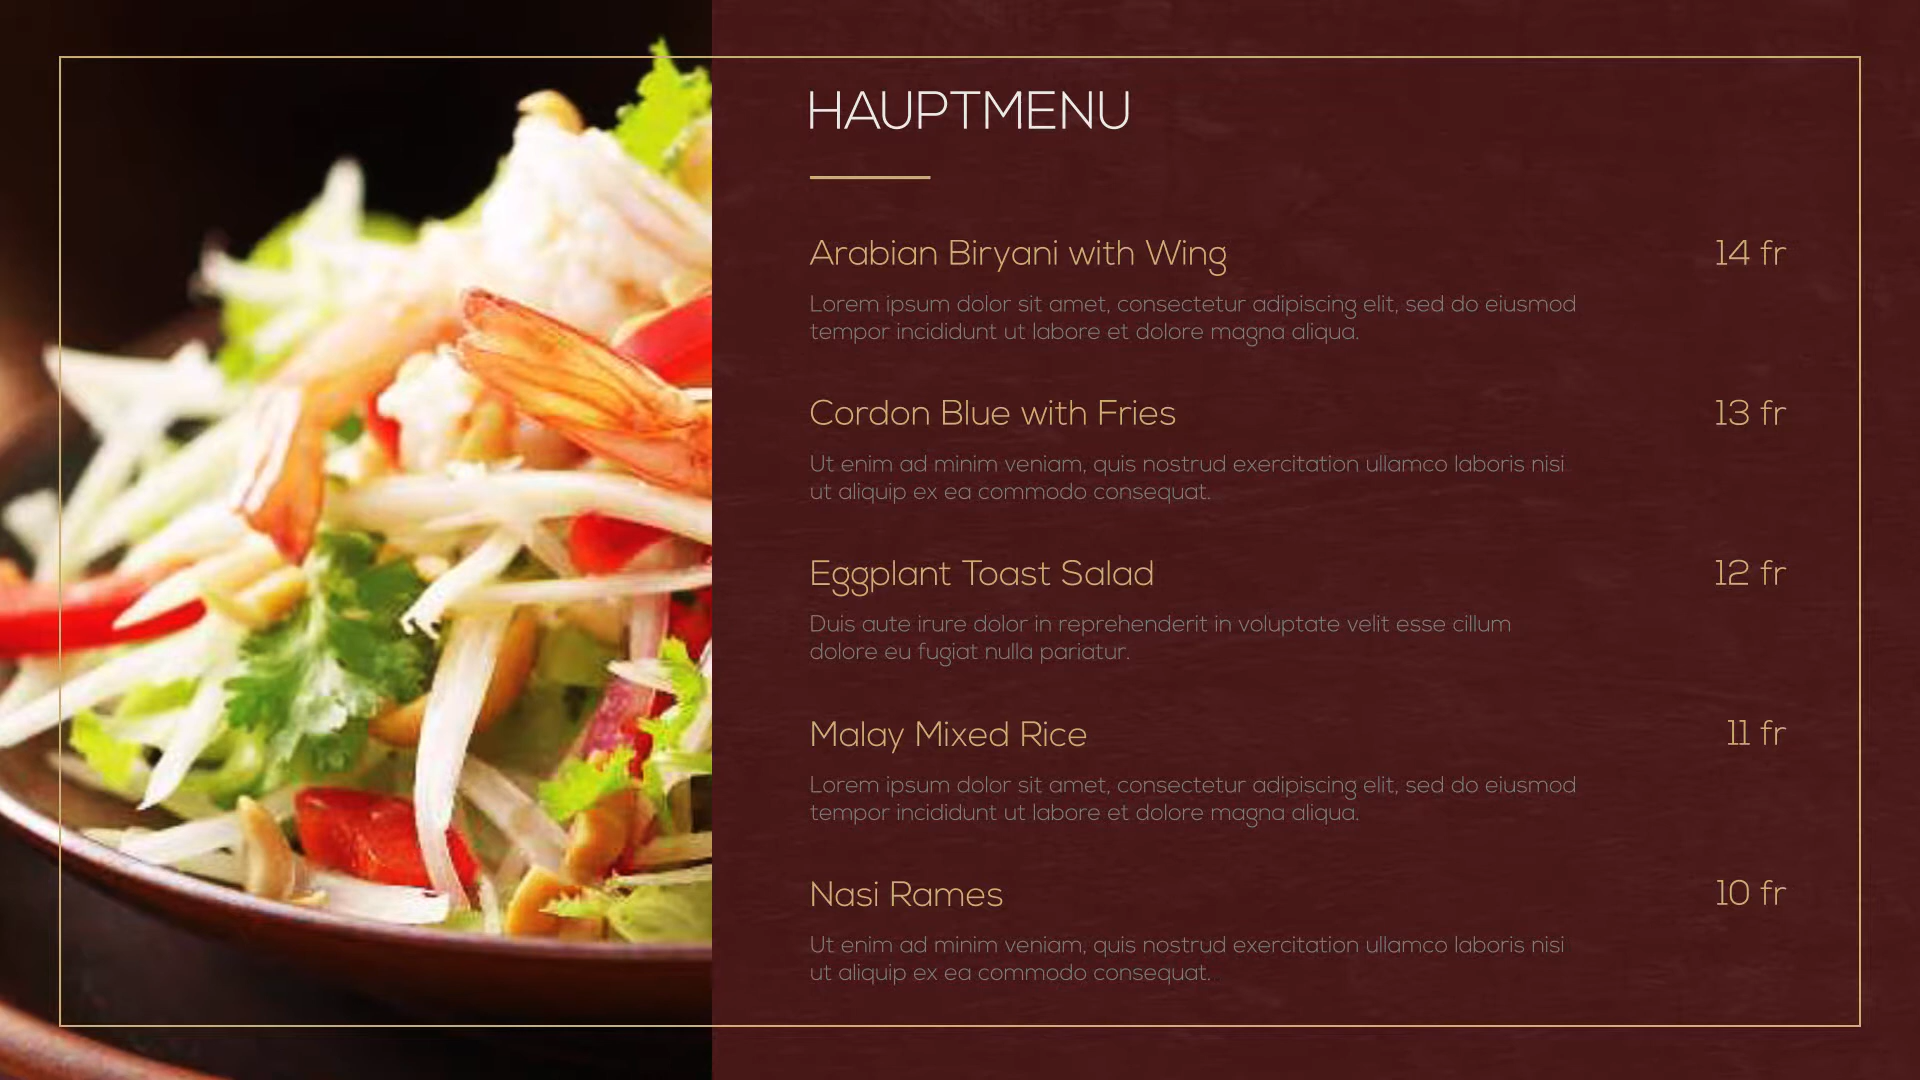 HAUPTMENU
Arabian Biryani with Wing 14 fr
Lorem ipsum dolor sit amet, consectetur adipiscing elit, sed do eiusmod
tempor incididunt ut labore et dolore magna aliqua.
Cordon Blue with Fries 13 fr
Ut enim ad minim veniam, quis nostrud exercitation ullamco laboris nisi
ut aliquip ex ea commodo consequat.
Eggplant Toast Salad 12 fr
Duis aute irure dolor in reprehenderit in voluptate velit esse cillum
dolore eu fugiat nulla pariatur.
Malay Mixed Rice 11 fr
Lorem ipsum dolor sit amet, consectetur adipiscing elit, sed do eiusmod
tempor incididunt ut labore et dolore magna aliqua.
Nasi Rames 10 fr
Ut enim ad minim veniam, quis nostrud exercitation ullamco laboris nisi
ut aliquip ex ea commodo consequat.